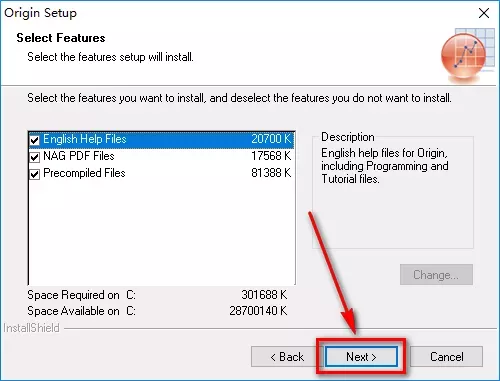 Origin Setup
Select Features
Select the features setup will install.
Select the features you want to install, and deselect the features you do not want to install.
English Help Files 20700 K
NAG PDF Files 17568 K
Precompiled Files 81388 K
Description
English help files for Origin,
including Programming and
Tutorial files.
Change...
Space Required on C: 301688 K
Space Available on C: 28700140 K
InstallShield
< Back
Next >
Cancel